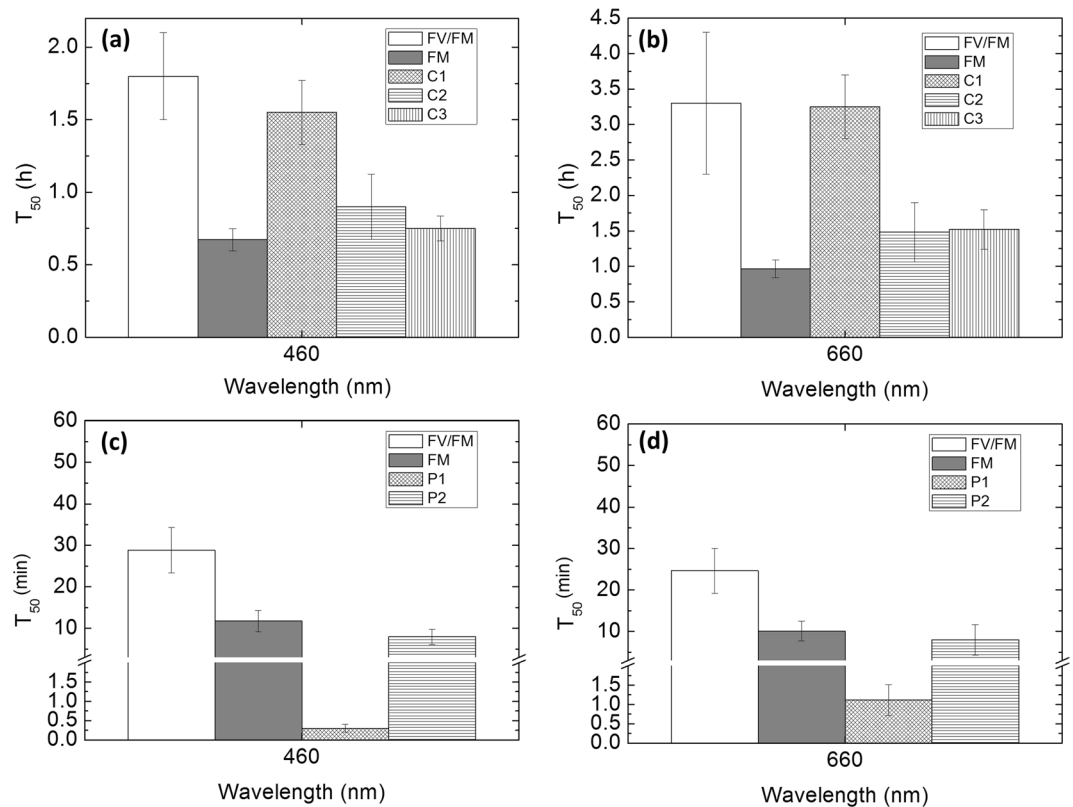 (a)
2.0
1.5
1.0
0.5
0.0
T50 (h)
FV/FM
FM
C1
C2
C3
460
Wavelength (nm)
(b)
4.5
4.0
3.5
3.0
2.5
2.0
1.5
1.0
0.5
0.0
T50 (h)
FV/FM
FM
C1
C2
C3
660
Wavelength (nm)
(c)
60
50
40
30
20
10
1.5
1.0
0.5
0.0
T50 (min)
FV/FM
FM
P1
P2
460
Wavelength (nm)
(d)
60
50
40
30
20
10
1.5
1.0
0.5
0.0
T50 (min)
FV/FM
FM
P1
P2
660
Wavelength (nm)